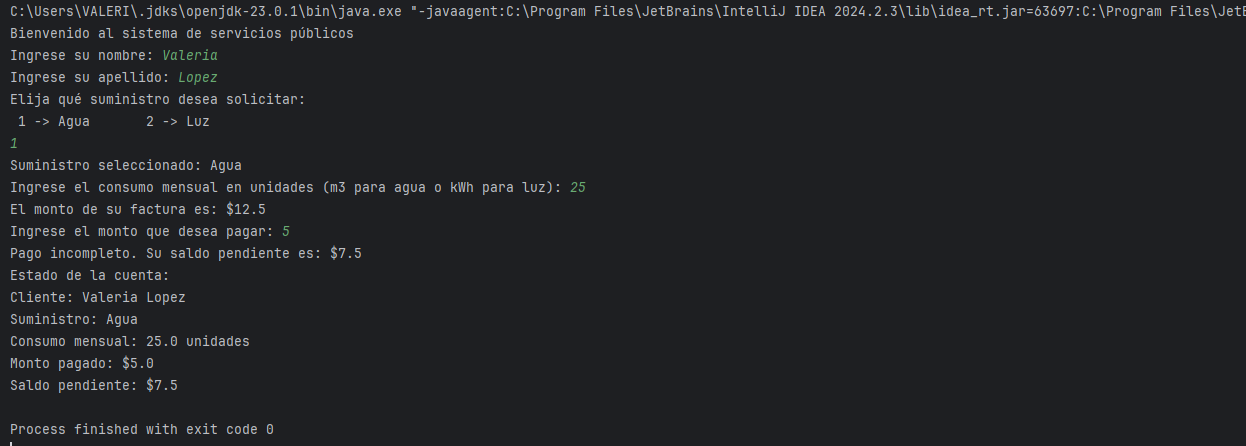 C:\Users\VALERI\.jdks\openjdk-23.0.1\bin\java.exe "-javaagent:C:\Program Files\JetBrains\IntelliJ IDEA 2024.2.3\lib\idea_rt.jar=63697:C:\Program Files\JetB
Bienvenido al sistema de servicios públicos
Ingrese su nombre: Valeria
Ingrese su apellido: Lopez
Elija qué suministro desea solicitar:
 1 -> Agua       2 -> Luz
1
Suministro seleccionado: Agua
Ingrese el consumo mensual en unidades (m3 para agua o kWh para luz): 25
El monto de su factura es: $12.5
Ingrese el monto que desea pagar: 5
Pago incompleto. Su saldo pendiente es: $7.5
Estado de la cuenta:
Cliente: Valeria Lopez
Suministro: Agua
Consumo mensual: 25.0 unidades
Monto pagado: $5.0
Saldo pendiente: $7.5
Process finished with exit code 0